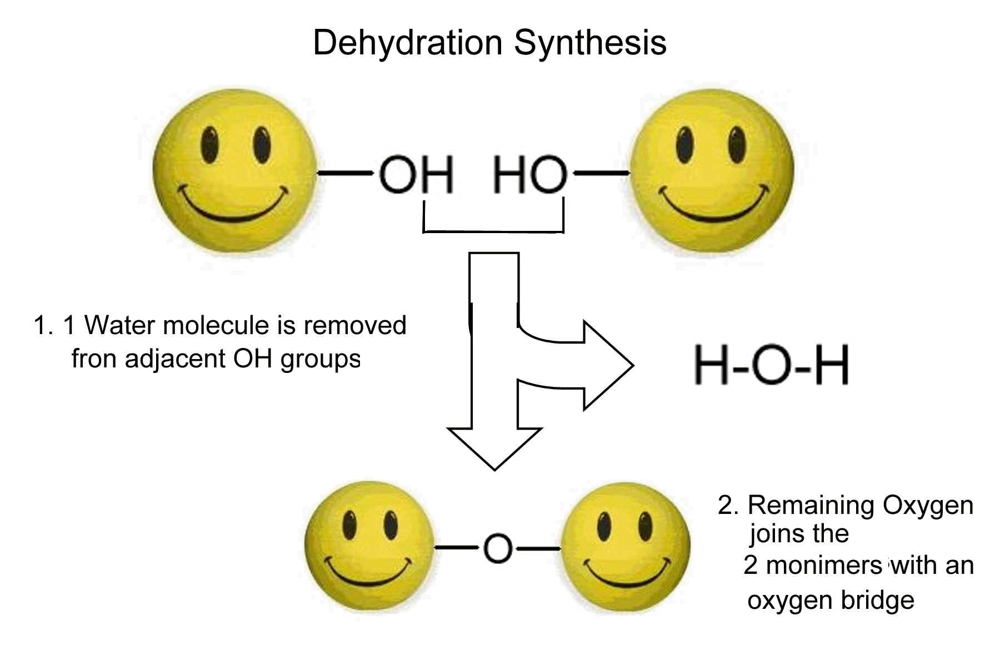 Dehydration Synthesis
OH HO
1. 1 Water molecule is removed
fron adjacent OH groups
H-O-H
O
2. Remaining Oxygen
joins the
2 monimers with an
oxygen bridge